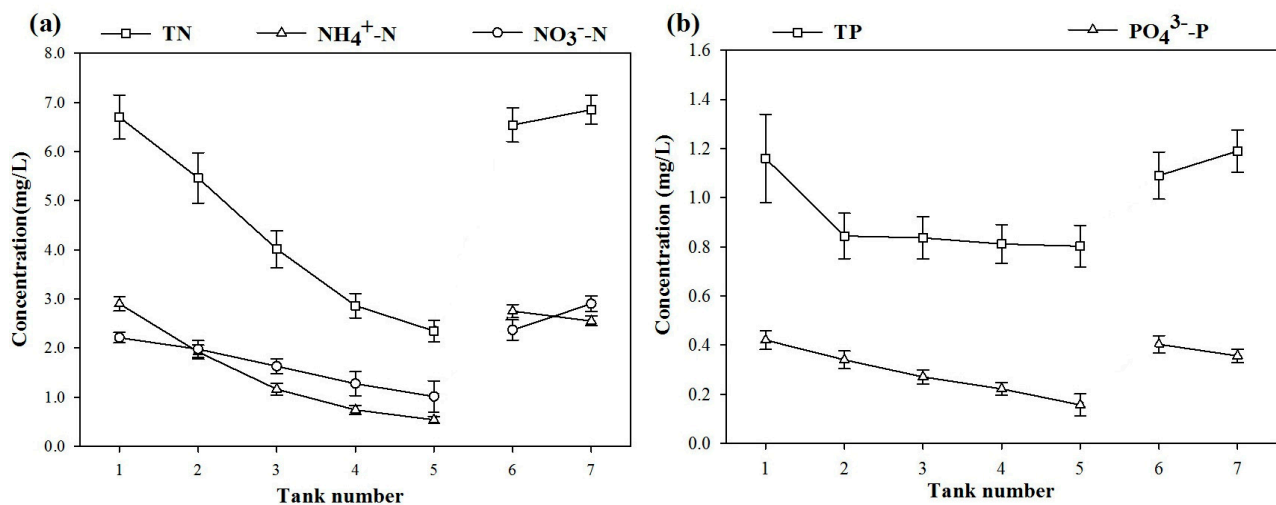 (a)
TN NH₄⁺-N NO₃⁻-N
8.0
7.0
6.0
5.0
4.0
3.0
2.0
1.0
0.0
Concentration(mg/L)
1 2 3 4 5 6 7
Tank number
(b)
TP PO₄³⁻-P
1.6
1.4
1.2
1.0
0.8
0.6
0.4
0.2
0.0
Concentration (mg/L)
1 2 3 4 5 6 7
Tank number